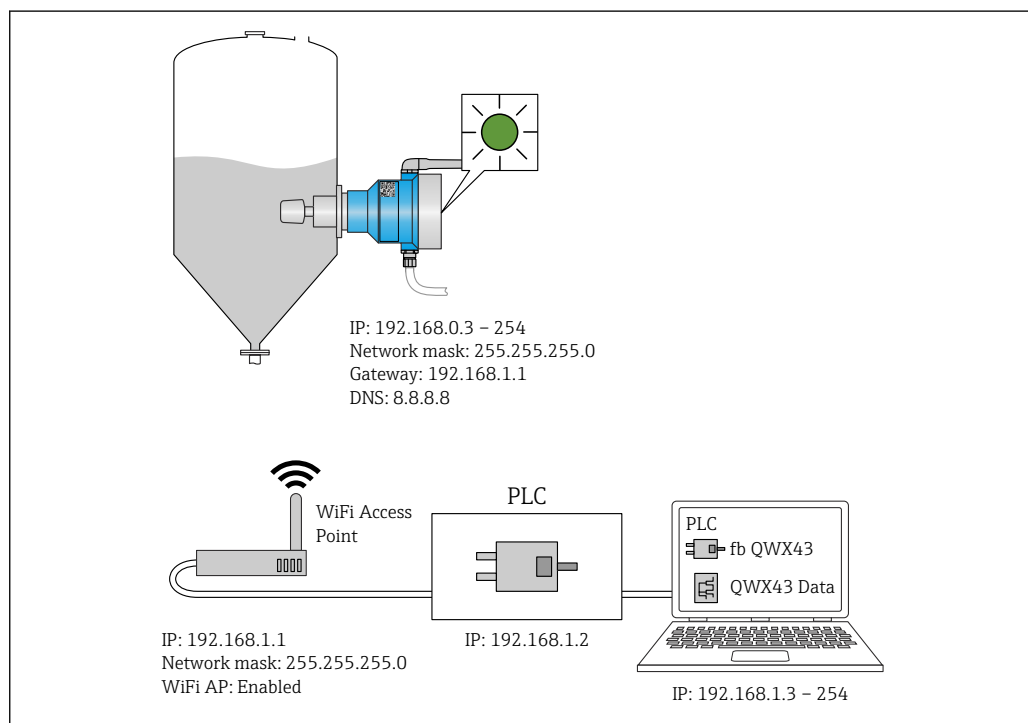 IP: 192.168.0.3 – 254
Network mask: 255.255.255.0
Gateway: 192.168.1.1
DNS: 8.8.8.8
WiFi Access
Point
PLC
PLC
fb QWX43
QWX43 Data
IP: 192.168.1.1
Network mask: 255.255.255.0
WiFi AP: Enabled
IP: 192.168.1.2
IP: 192.168.1.3 – 254